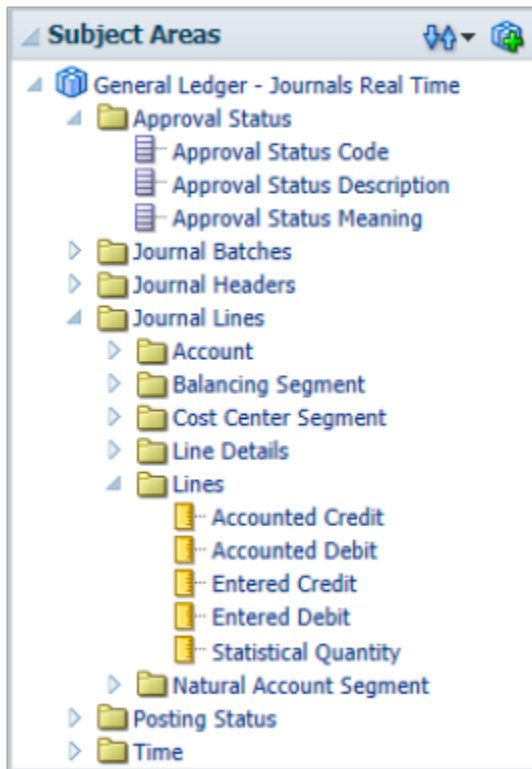 Subject Areas
General Ledger - Journals Real Time
Approval Status
Approval Status Code
Approval Status Description
Approval Status Meaning
Journal Batches
Journal Headers
Journal Lines
Account
Balancing Segment
Cost Center Segment
Line Details
Lines
Accounted Credit
Accounted Debit
Entered Credit
Entered Debit
Statistical Quantity
Natural Account Segment
Posting Status
Time